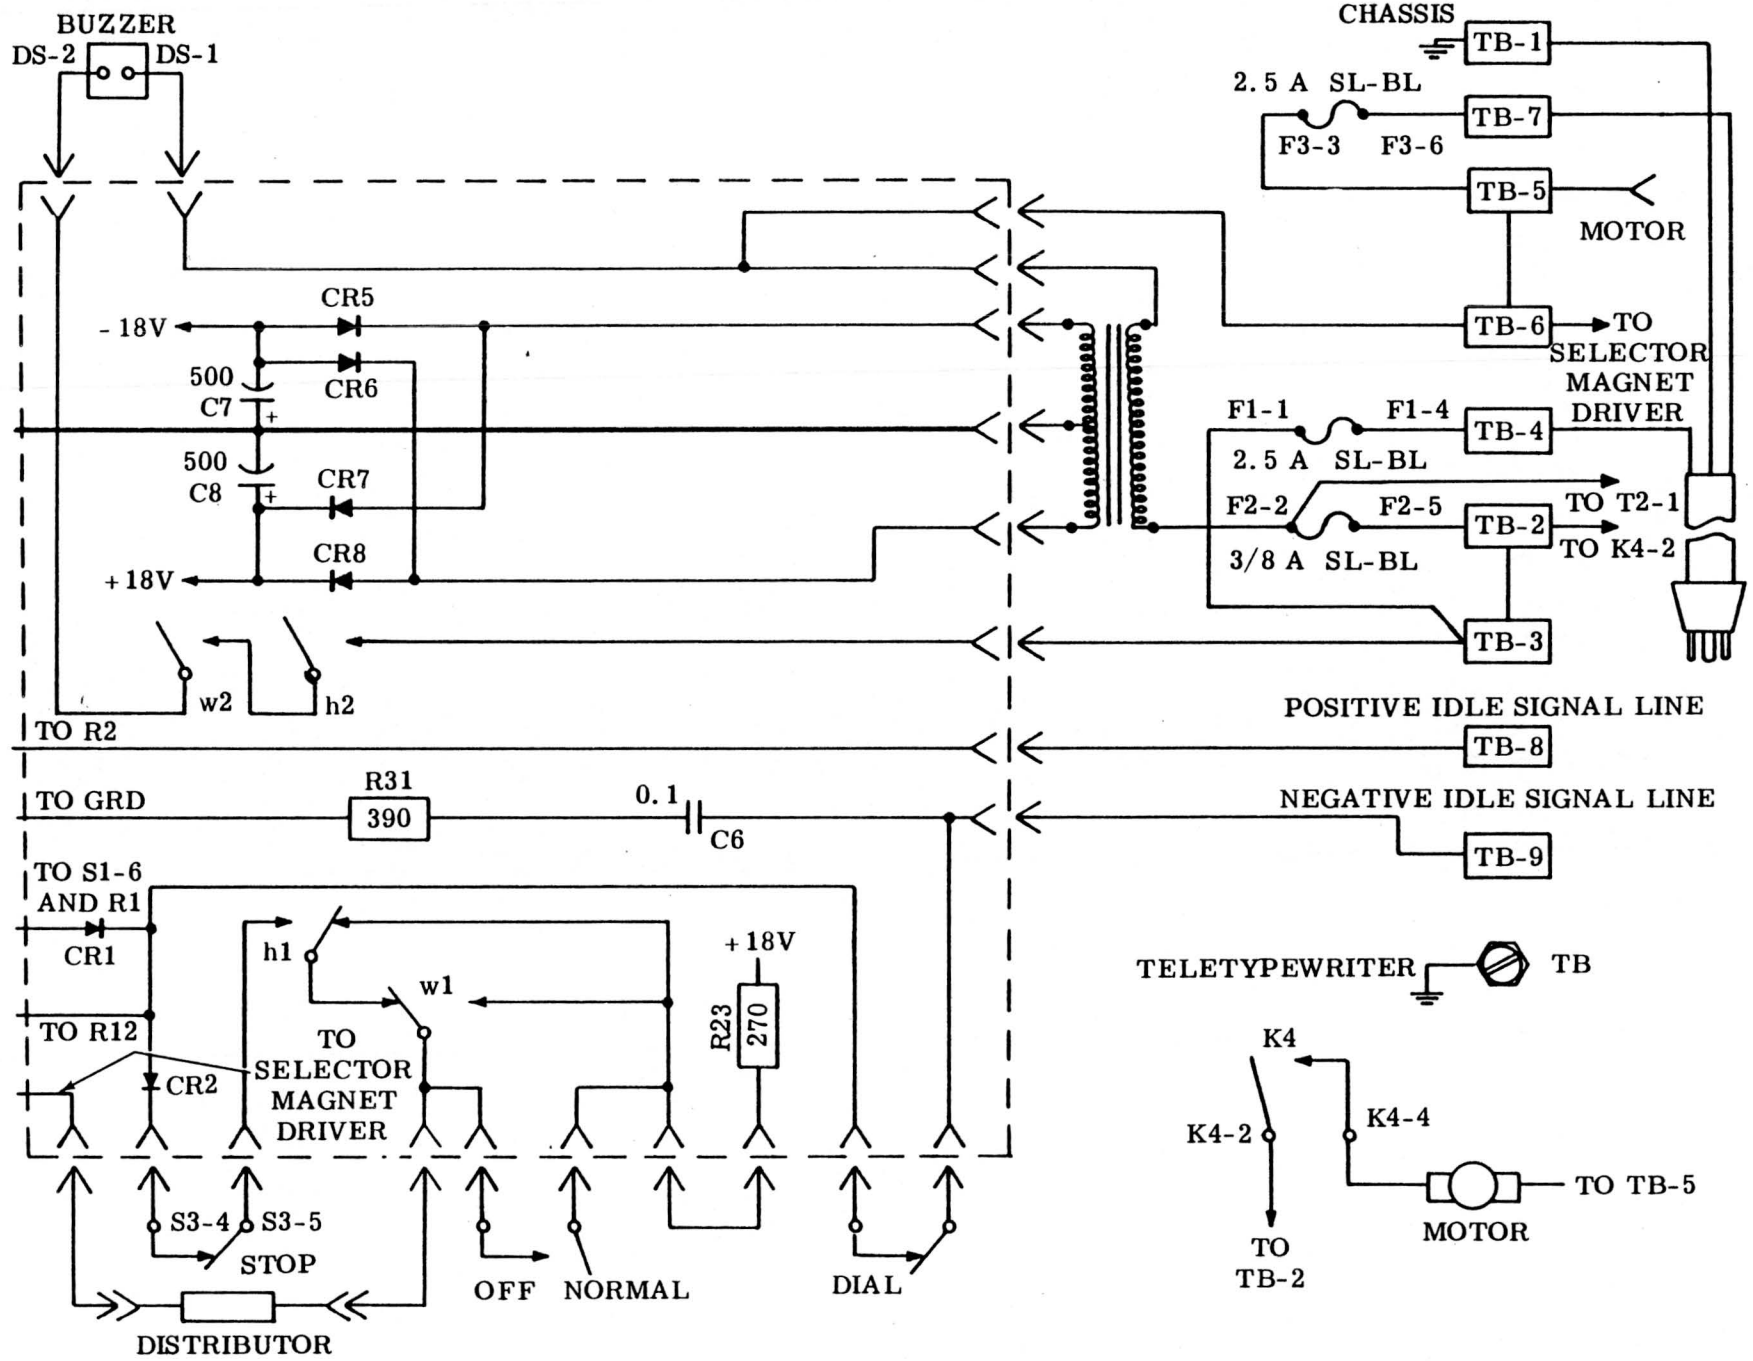 BUZZER
DS-2
DS-1
CHASSIS
TB-1
2.5 A SL-BL
TB-7
F3-3
F3-6
TB-5
MOTOR
CR5
- 18V
TB-6
TO
SELECTOR
MAGNET
DRIVER
CR6
500
C7
+
F1-1
F1-4
TB-4
2.5 A SL-BL
500
C8
+
CR7
F2-2
F2-5
TO T2-1
TB-2
TO K4-2
3/8 A SL-BL
CR8
+18V
TB-3
w2
h2
TO R2
POSITIVE IDLE SIGNAL LINE
TB-8
TO GRD
R31
390
0.1
C6
NEGATIVE IDLE SIGNAL LINE
TB-9
TO S1-6
AND R1
CR1
h1
w1
+18V
R23
270
TELETYPEWRITER
TB
TO R12
CR2
TO
SELECTOR
MAGNET
DRIVER
K4
K4-2
K4-4
TO TB-5
MOTOR
TO
TB-2
S3-4
S3-5
STOP
OFF
NORMAL
DIAL
DISTRIBUTOR